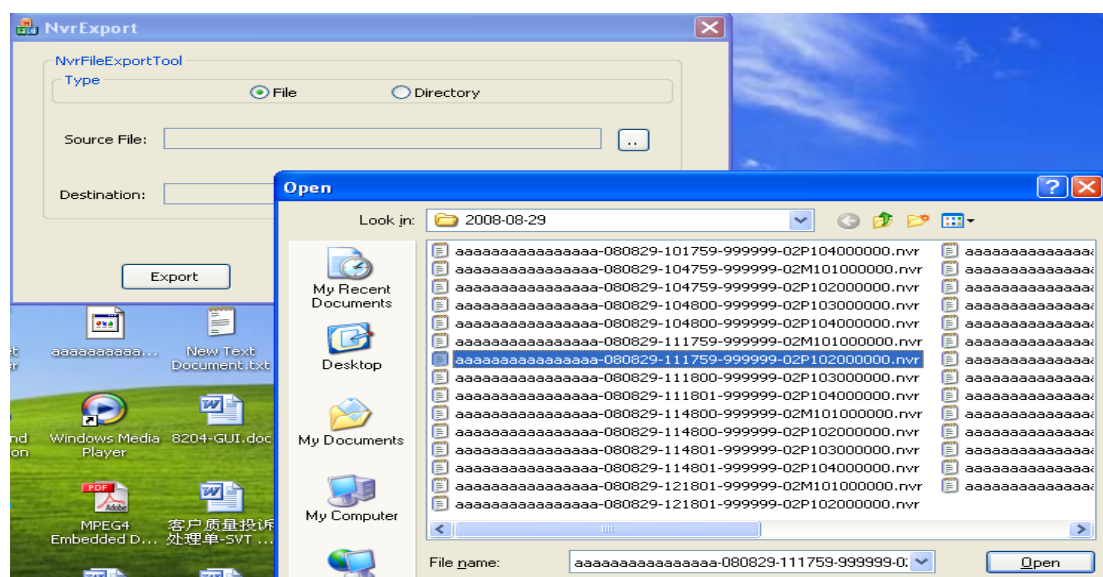 NvrExport
NvrFileExportTool
Type
File
Directory
Source File:
..
Destination:
Export
Open
Look in:
2008-08-29
My Recent
Documents
Desktop
My Documents
My Computer
aaaaaaaaaaaaaaaa-080829-101759-999999-02P104000000.nvr
aaaaaaaaaaaaaaaa-080829-104759-999999-02M101000000.nvr
aaaaaaaaaaaaaaaa-080829-104759-999999-02P102000000.nvr
aaaaaaaaaaaaaaaa-080829-104800-999999-02P103000000.nvr
aaaaaaaaaaaaaaaa-080829-104800-999999-02P104000000.nvr
aaaaaaaaaaaaaaaa-080829-111759-999999-02M101000000.nvr
aaaaaaaaaaaaaaaa-080829-111759-999999-02P102000000.nvr
aaaaaaaaaaaaaaaa-080829-111800-999999-02P103000000.nvr
aaaaaaaaaaaaaaaa-080829-111801-999999-02P104000000.nvr
aaaaaaaaaaaaaaaa-080829-114800-999999-02M101000000.nvr
aaaaaaaaaaaaaaaa-080829-114800-999999-02P102000000.nvr
aaaaaaaaaaaaaaaa-080829-114801-999999-02P103000000.nvr
aaaaaaaaaaaaaaaa-080829-114801-999999-02P104000000.nvr
aaaaaaaaaaaaaaaa-080829-121801-999999-02M101000000.nvr
aaaaaaaaaaaaaaaa-080829-121801-999999-02P102000000.nvr
File name:
aaaaaaaaaaaaaaaa-080829-111759-999999-0
Open
aaaaaaaaaa...
New Text
Document.txt
Windows Media
Player
8204-GUI.doc
MPEG4
Embedded D...
客户质量投诉
处理单-SVT ...